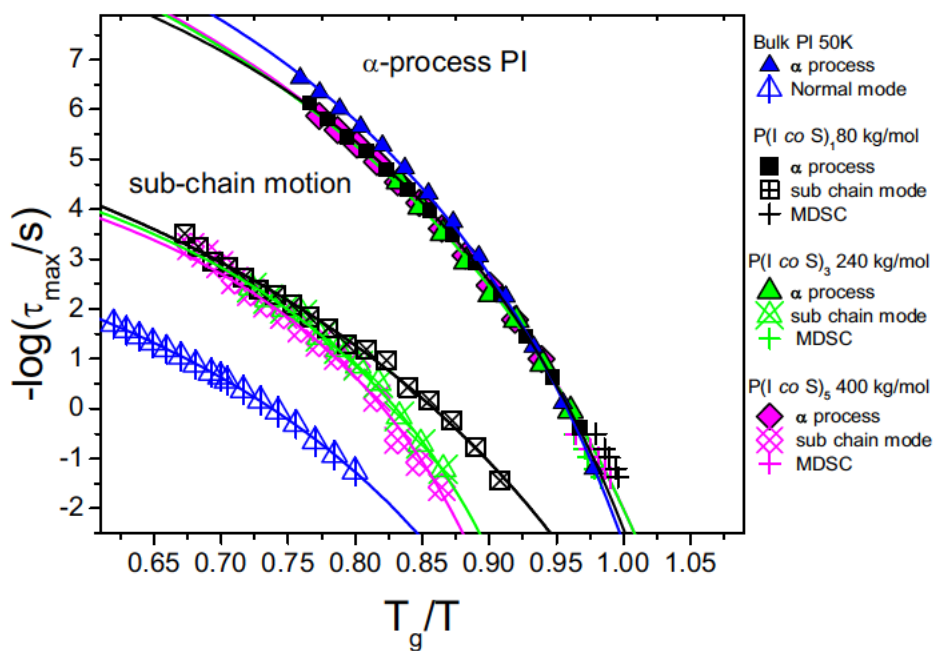 α-process PI
sub-chain motion
-log(τmax/s)
7
6
5
4
3
2
1
0
-1
-2
0.65 0.70 0.75 0.80 0.85 0.90 0.95 1.00 1.05
Tg/T
Bulk PI 50K
α process
Normal mode
P(I co S)1 80 kg/mol
α process
sub chain mode
MDSC
P(I co S)3 240 kg/mol
α process
sub chain mode
MDSC
P(I co S)5 400 kg/mol
α process
sub chain mode
MDSC